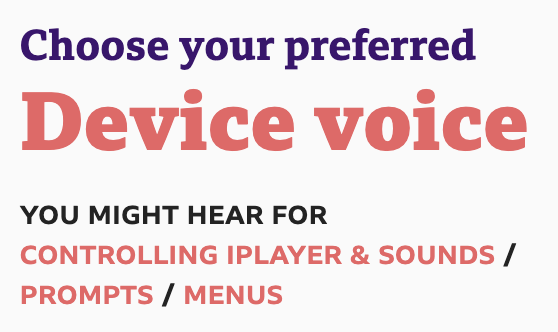 Choose your preferred
Device voice
YOU MIGHT HEAR FOR
CONTROLLING IPLAYER & SOUNDS /
PROMPTS / MENUS